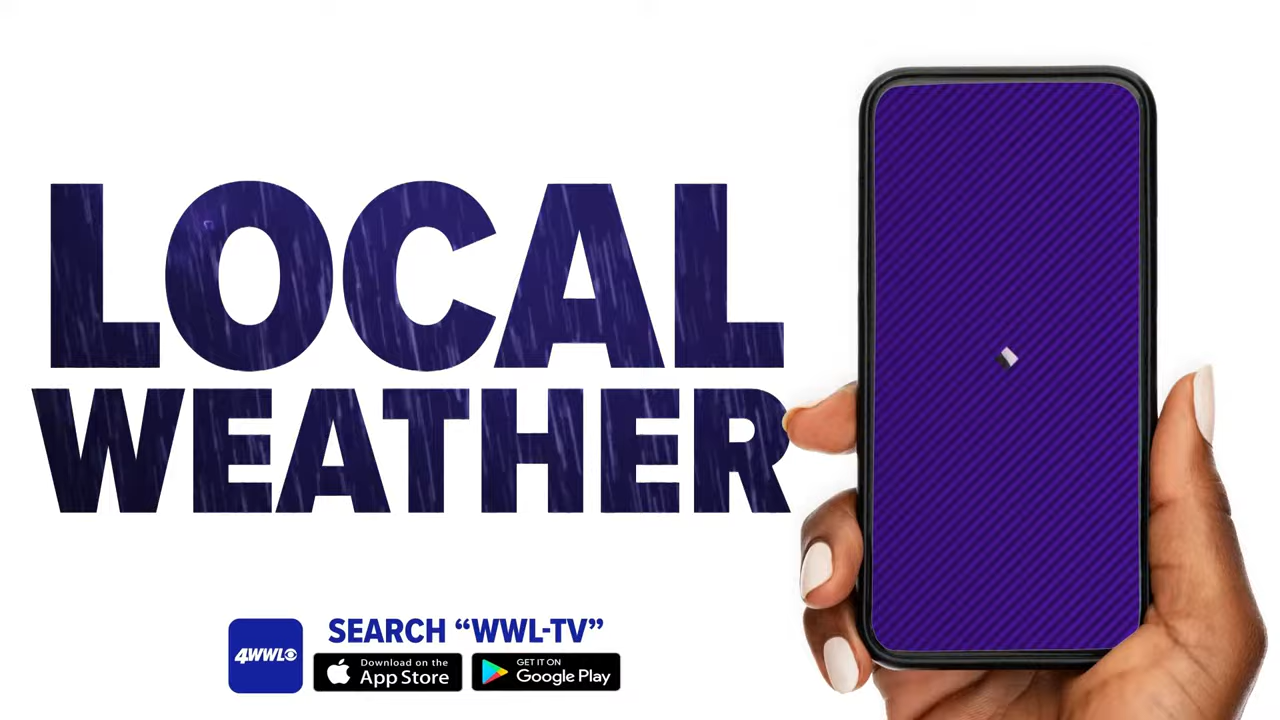 LOCAL
WEATHER
SEARCH “WWL-TV”
4WWL
Download on the
App Store
GET IT ON
Google Play